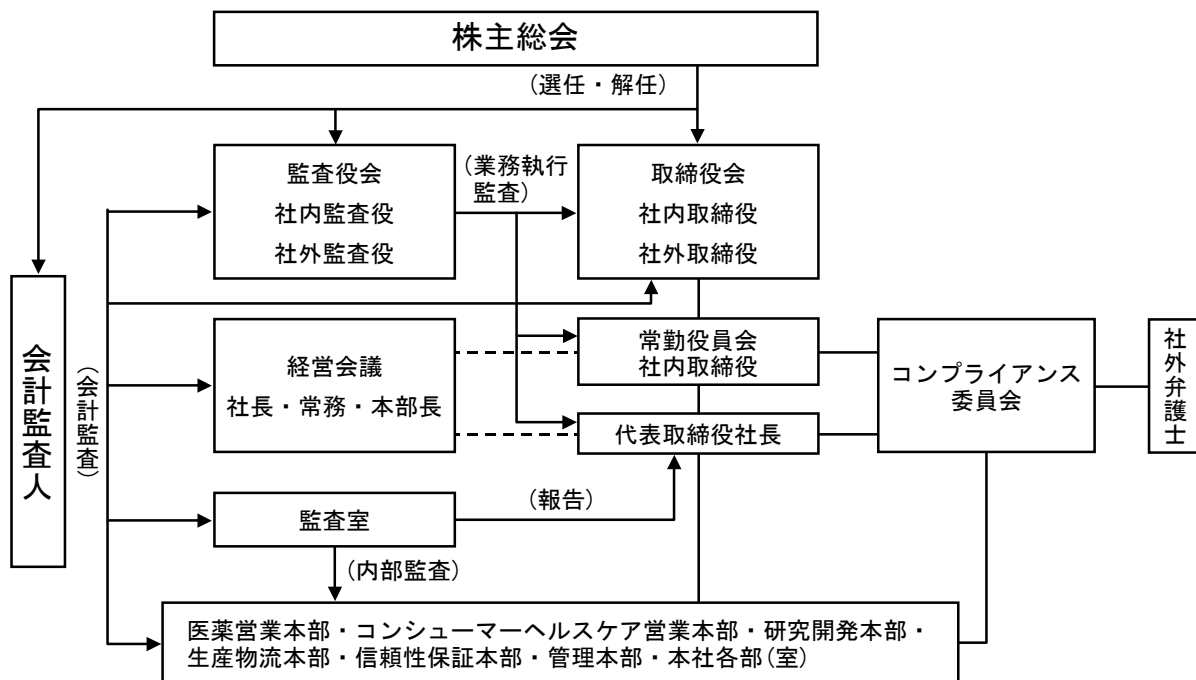 株主総会
(選任・解任)
監査役会
社内監査役
社外監査役
(業務執行
監査)
取締役会
社内取締役
社外取締役
会計監査人
(会計監査)
経営会議
社長・常務・本部長
常勤役員会
社内取締役
代表取締役社長
コンプライアンス
委員会
社外弁護士
監査室
(報告)
(内部監査)
医薬営業本部・コンシューマーヘルスケア営業本部・研究開発本部・
生産物流本部・信頼性保証本部・管理本部・本社各部(室)